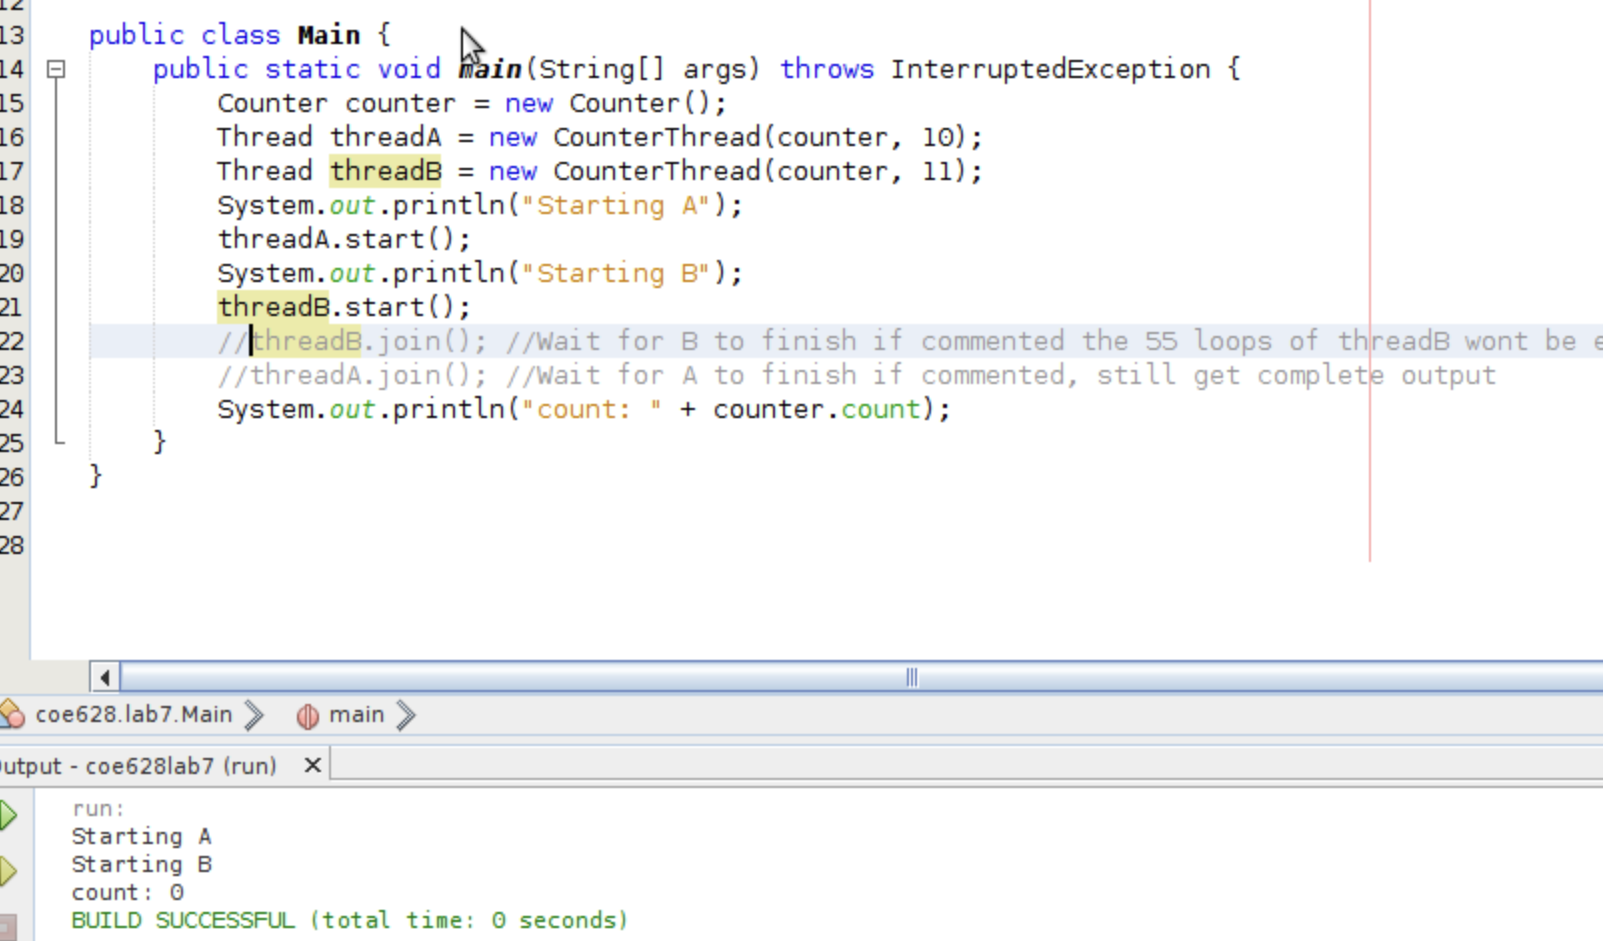 12
13 public class Main {
14 public static void main(String[] args) throws InterruptedException {
15 Counter counter = new Counter();
16 Thread threadA = new CounterThread(counter, 10);
17 Thread threadB = new CounterThread(counter, 11);
18 System.out.println("Starting A");
19 threadA.start();
20 System.out.println("Starting B");
21 threadB.start();
22 //threadB.join(); //Wait for B to finish if commented the 55 loops of threadB wont be e
23 //threadA.join(); //Wait for A to finish if commented, still get complete output
24 System.out.println("count: " + counter.count);
25 }
26 }
27
28
coe628.lab7.Main main
utput - coe628lab7 (run)
run:
Starting A
Starting B
count: 0
BUILD SUCCESSFUL (total time: 0 seconds)